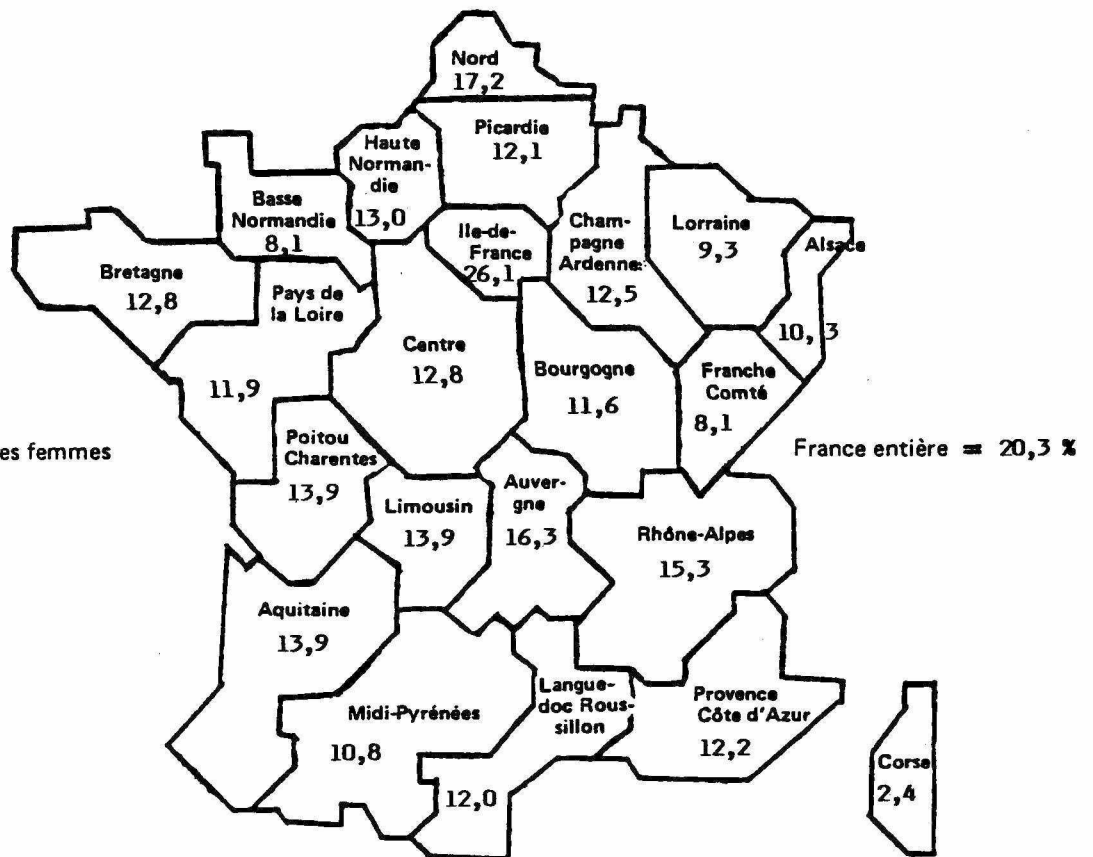 Nord
17,2
Picardie
12,1
Haute
Norman-
die
13,0
Basse
Normandie
8,1
Ile-de-
France
26,1
Cham-
pagne
Ardenne
12,5
Lorraine
9,3
Alsace
10,3
Bretagne
12,8
Pays de
la Loire
11,9
Centre
12,8
Bourgogne
11,6
Franche
Comté
8,1
es femmes
France entière = 20,3 %
Poitou
Charentes
13,9
Limousin
13,9
Auver-
gne
16,3
Rhône-Alpes
15,3
Aquitaine
13,9
Midi-Pyrénées
10,8
Langue-
doc Rous-
sillon
12,0
Provence
Côte d'Azur
12,2
Corse
2,4